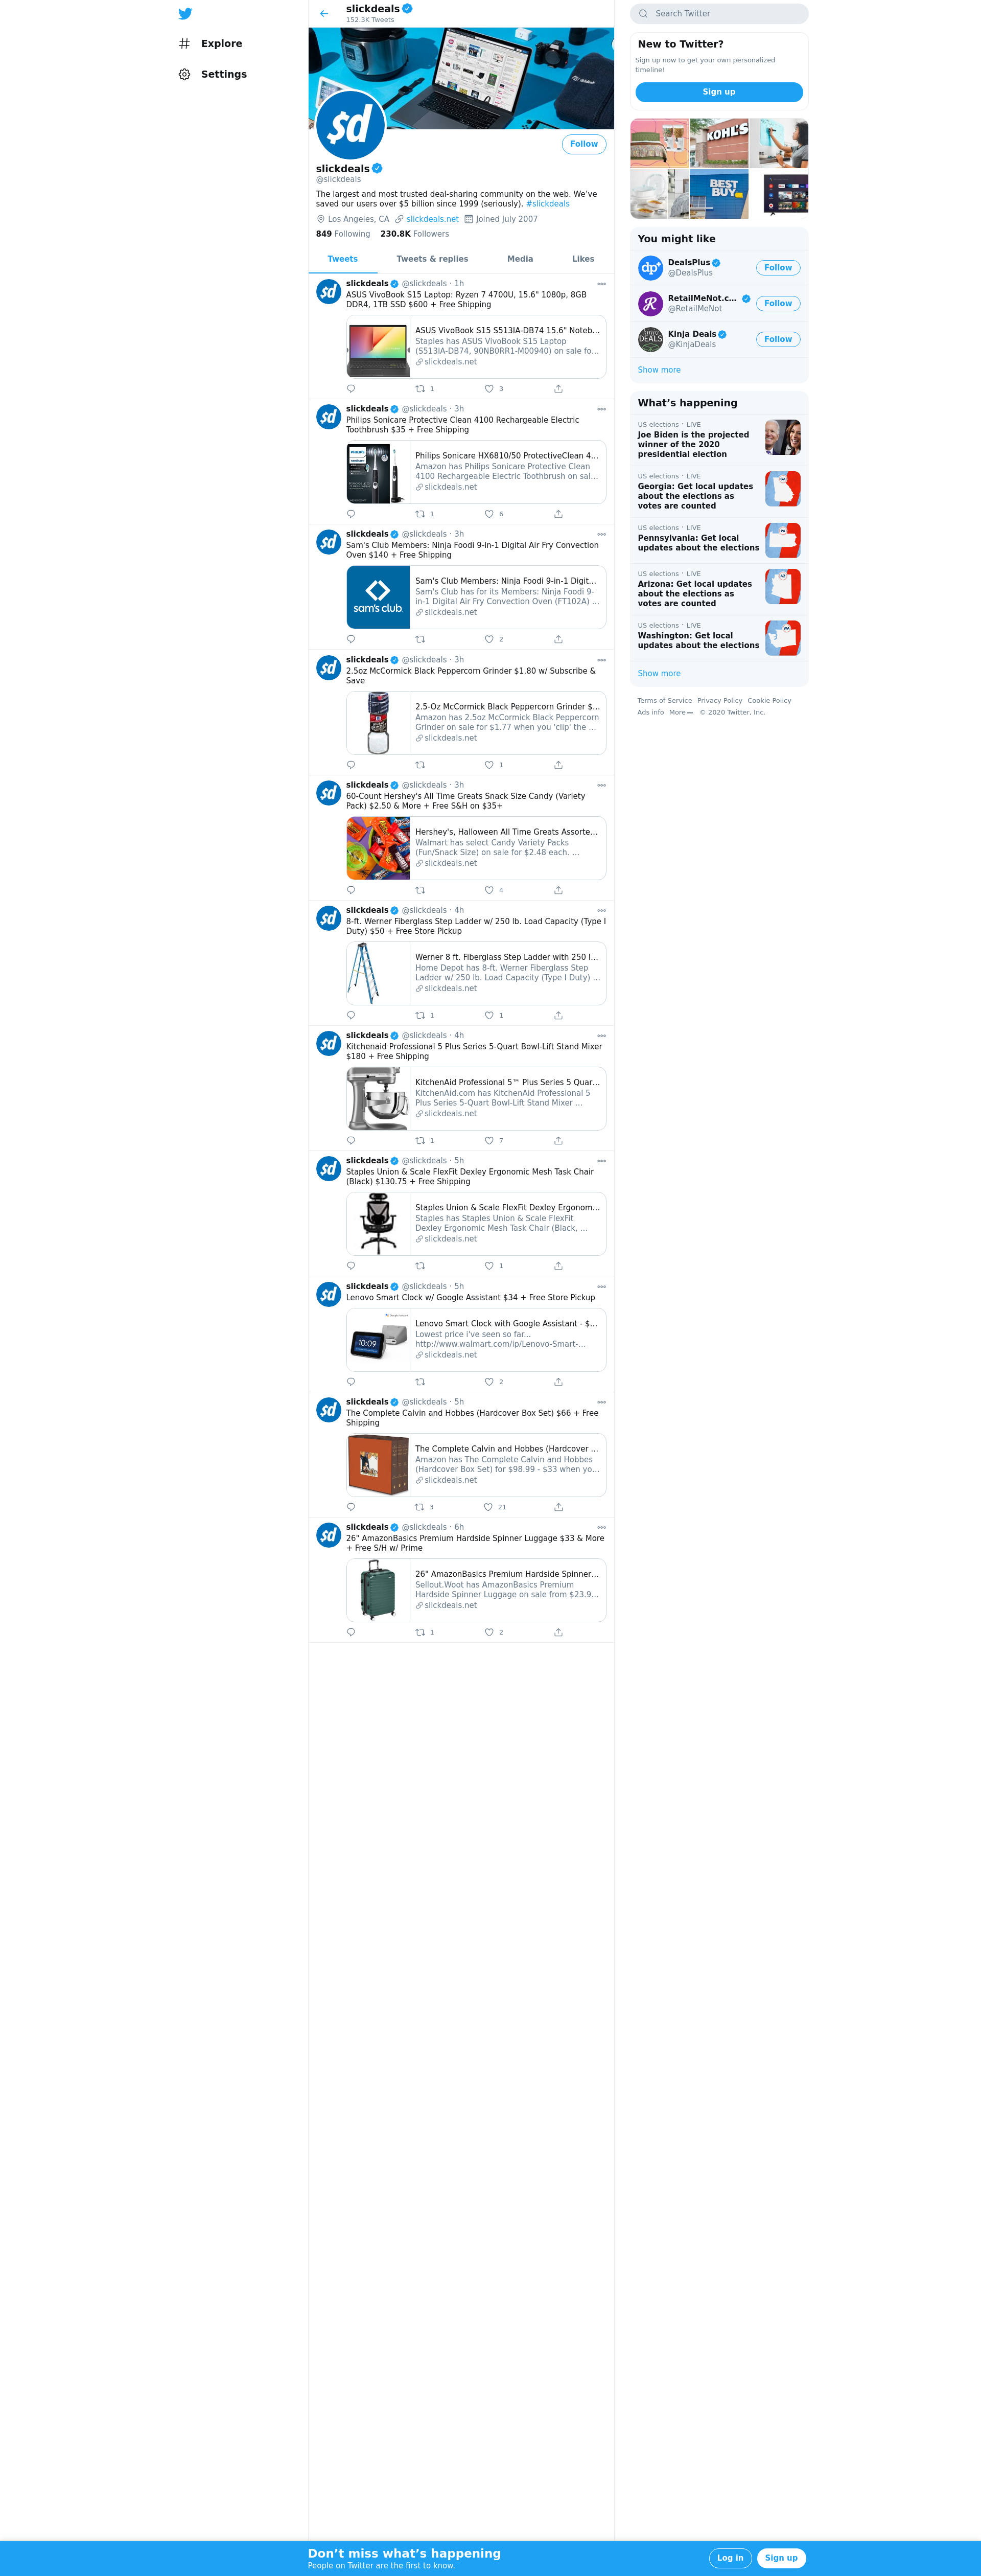 Explore
Settings
slickdeals
152.3K Tweets
$d
Follow
slickdeals
@slickdeals
The largest and most trusted deal-sharing community on the web. We've
saved our users over $5 billion since 1999 (seriously). #slickdeals
Los Angeles, CA slickdeals.net Joined July 2007
849 Following 230.8K Followers
Tweets Tweets & replies Media Likes
slickdeals @slickdeals · 1h
ASUS VivoBook S15 Laptop: Ryzen 7 4700U, 15.6" 1080p, 8GB
DDR4, 1TB SSD $600 + Free Shipping
ASUS VivoBook S15 S513IA-DB74 15.6" Noteb...
Staples has ASUS VivoBook S15 Laptop
(S513IA-DB74, 90NB0RR1-M00940) on sale fo...
slickdeals.net
1 3
slickdeals @slickdeals · 3h
Philips Sonicare Protective Clean 4100 Rechargeable Electric
Toothbrush $35 + Free Shipping
Philips Sonicare HX6810/50 ProtectiveClean 4...
Amazon has Philips Sonicare Protective Clean
4100 Rechargeable Electric Toothbrush on sal...
slickdeals.net
1 6
slickdeals @slickdeals · 3h
Sam's Club Members: Ninja Foodi 9-in-1 Digital Air Fry Convection
Oven $140 + Free Shipping
sam's club
Sam's Club Members: Ninja Foodi 9-in-1 Digit...
Sam's Club has for its Members: Ninja Foodi 9-
in-1 Digital Air Fry Convection Oven (FT102A) ...
slickdeals.net
2
slickdeals @slickdeals · 3h
2.5oz McCormick Black Peppercorn Grinder $1.80 w/ Subscribe &
Save
2.5-Oz McCormick Black Peppercorn Grinder $...
Amazon has 2.5oz McCormick Black Peppercorn
Grinder on sale for $1.77 when you 'clip' the ...
slickdeals.net
1
slickdeals @slickdeals · 3h
60-Count Hershey's All Time Greats Snack Size Candy (Variety
Pack) $2.50 & More + Free S&H on $35+
Hershey's, Halloween All Time Greats Assorte...
Walmart has select Candy Variety Packs
(Fun/Snack Size) on sale for $2.48 each. ...
slickdeals.net
4
slickdeals @slickdeals · 4h
8-ft. Werner Fiberglass Step Ladder w/ 250 lb. Load Capacity (Type I
Duty) $50 + Free Store Pickup
Werner 8 ft. Fiberglass Step Ladder with 250 l...
Home Depot has 8-ft. Werner Fiberglass Step
Ladder w/ 250 lb. Load Capacity (Type I Duty) ...
slickdeals.net
1 1
slickdeals @slickdeals · 4h
Kitchenaid Professional 5 Plus Series 5-Quart Bowl-Lift Stand Mixer
$180 + Free Shipping
KitchenAid Professional 5™ Plus Series 5 Quar...
KitchenAid.com has KitchenAid Professional 5
Plus Series 5-Quart Bowl-Lift Stand Mixer ...
slickdeals.net
1 7
slickdeals @slickdeals · 5h
Staples Union & Scale FlexFit Dexley Ergonomic Mesh Task Chair
(Black) $130.75 + Free Shipping
Staples Union & Scale FlexFit Dexley Ergonom...
Staples has Staples Union & Scale FlexFit
Dexley Ergonomic Mesh Task Chair (Black, ...
slickdeals.net
1
slickdeals @slickdeals · 5h
Lenovo Smart Clock w/ Google Assistant $34 + Free Store Pickup
10:09
Lenovo Smart Clock with Google Assistant - $...
Lowest price i've seen so far...
http://www.walmart.com/ip/Lenovo-Smart-...
slickdeals.net
2
slickdeals @slickdeals · 5h
The Complete Calvin and Hobbes (Hardcover Box Set) $66 + Free
Shipping
The Complete Calvin and Hobbes (Hardcover ...
Amazon has The Complete Calvin and Hobbes
(Hardcover Box Set) for $98.99 - $33 when yo...
slickdeals.net
3 21
slickdeals @slickdeals · 6h
26" AmazonBasics Premium Hardside Spinner Luggage $33 & More
+ Free S/H w/ Prime
26" AmazonBasics Premium Hardside Spinner...
Sellout.Woot has AmazonBasics Premium
Hardside Spinner Luggage on sale from $23.9...
slickdeals.net
1 2
Search Twitter
New to Twitter?
Sign up now to get your own personalized
timeline!
Sign up
KOHL'S
BEST
BUY
You might like
dp+
DealsPlus
@DealsPlus
Follow
RetailMeNot.c...
@RetailMeNot
Follow
DEALS
Kinja Deals
@KinjaDeals
Follow
Show more
What's happening
US elections · LIVE
Joe Biden is the projected
winner of the 2020
presidential election
US elections · LIVE
Georgia: Get local updates
about the elections as
votes are counted
US elections · LIVE
Pennsylvania: Get local
updates about the elections
US elections · LIVE
Arizona: Get local updates
about the elections as
votes are counted
US elections · LIVE
Washington: Get local
updates about the elections
Show more
Terms of Service Privacy Policy Cookie Policy
Ads info More © 2020 Twitter, Inc.
Don't miss what's happening
People on Twitter are the first to know.
Log in
Sign up